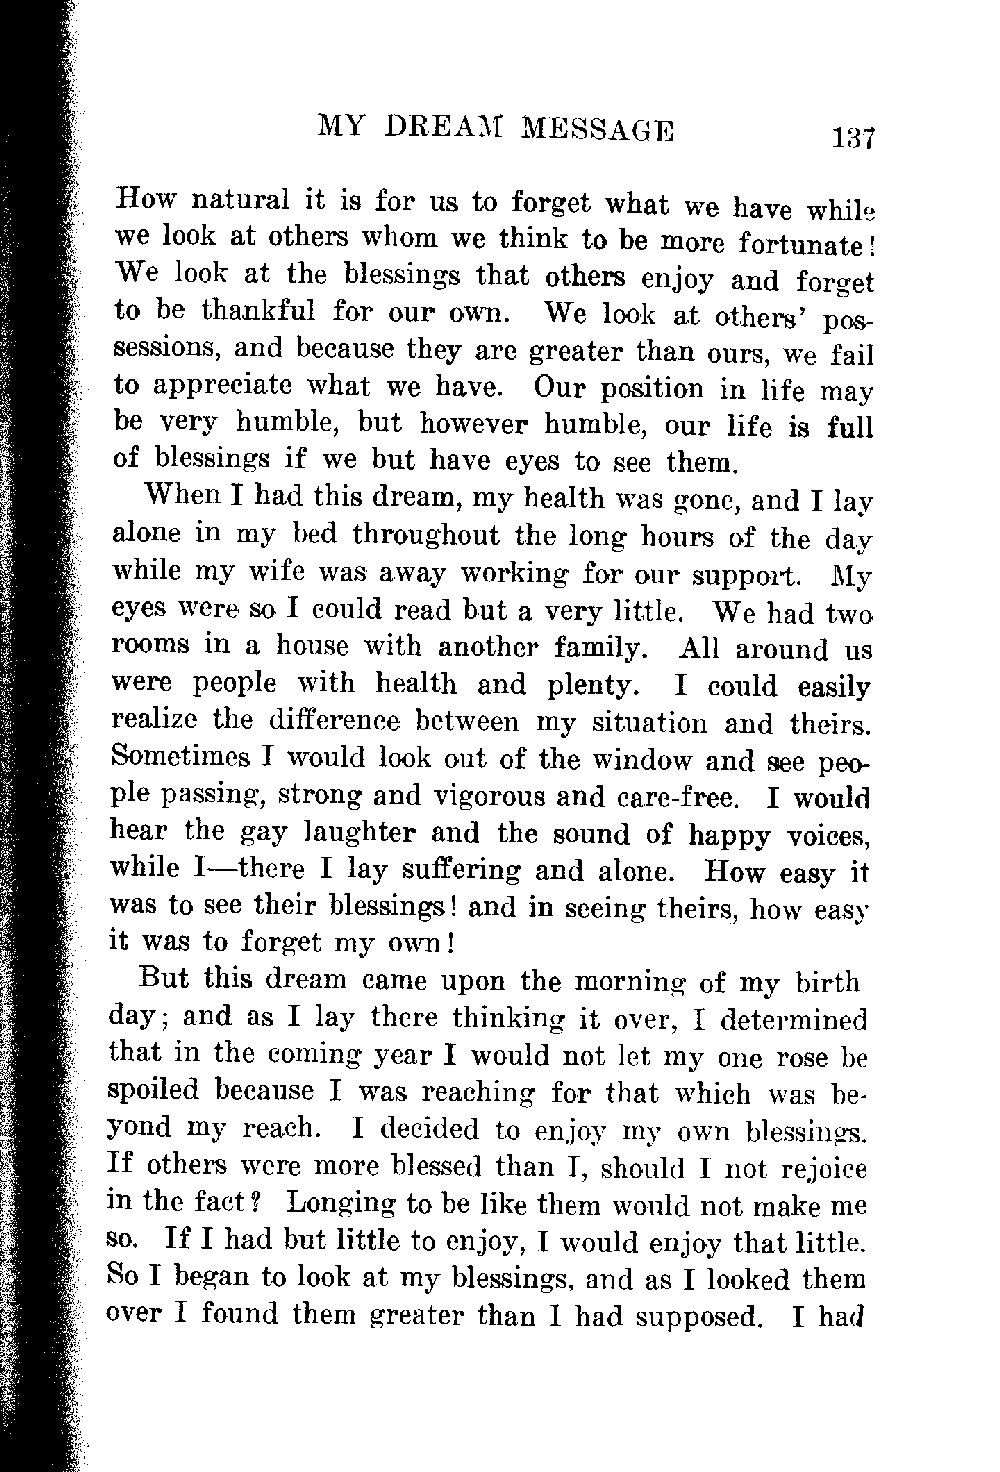 MY DREAM MESSAGE 137
How natural it is for us to forget what we have while
we look at others whom we think to be more fortunate!
We look at the blessings that others enjoy and forget
to be thankful for our own. We look at others' pos-
sessions, and because they are greater than ours, we fail
to appreciate what we have. Our position in life may
be very humble, but however humble, our life is full
of blessings if we but have eyes to see them.
When I had this dream, my health was gone, and I lay
alone in my bed throughout the long hours of the day
while my wife was away working for our support. My
eyes were so I could read but a very little. We had two
rooms in a house with another family. All around us
were people with health and plenty. I could easily
realize the difference between my situation and theirs.
Sometimes I would look out of the window and see peo-
ple passing, strong and vigorous and care-free. I would
hear the gay laughter and the sound of happy voices,
while I—there I lay suffering and alone. How easy it
was to see their blessings! and in seeing theirs, how easy
it was to forget my own!
But this dream came upon the morning of my birth
day; and as I lay there thinking it over, I determined
that in the coming year I would not let my one rose be
spoiled because I was reaching for that which was be-
yond my reach. I decided to enjoy my own blessings.
If others were more blessed than I, should I not rejoice
in the fact? Longing to be like them would not make me
so. If I had but little to enjoy, I would enjoy that little.
So I began to look at my blessings, and as I looked them
over I found them greater than I had supposed. I had